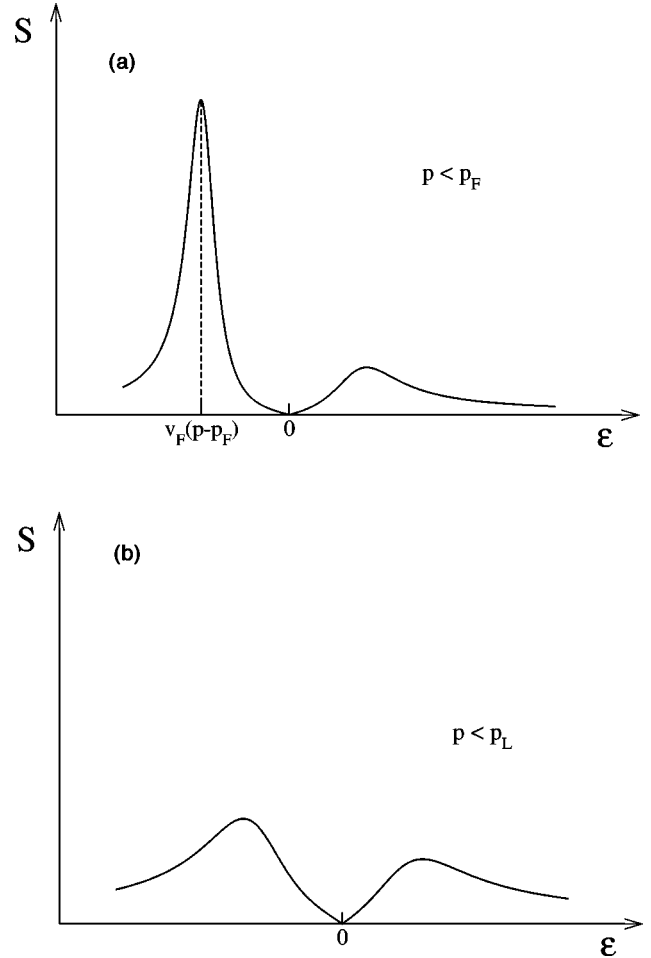 S
(a)
p < p_F
v_F(p-p_F)
0
ε
S
(b)
p < p_L
0
ε